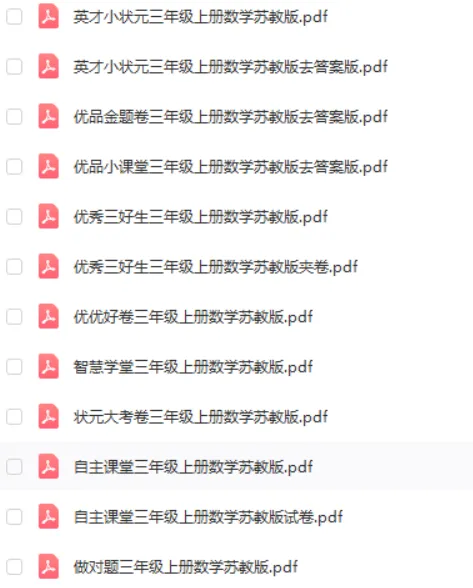 英才小状元三年级上册数学苏教版.pdf
英才小状元三年级上册数学苏教版去答案版.pdf
优品金题卷三年级上册数学苏教版去答案版.pdf
优品小课堂三年级上册数学苏教版去答案版.pdf
优秀三好生三年级上册数学苏教版.pdf
优秀三好生三年级上册数学苏教版夹卷.pdf
优优好卷三年级上册数学苏教版.pdf
智慧学堂三年级上册数学苏教版.pdf
状元大考卷三年级上册数学苏教版.pdf
自主课堂三年级上册数学苏教版.pdf
自主课堂三年级上册数学苏教版试卷.pdf
做对题三年级上册数学苏教版.pdf